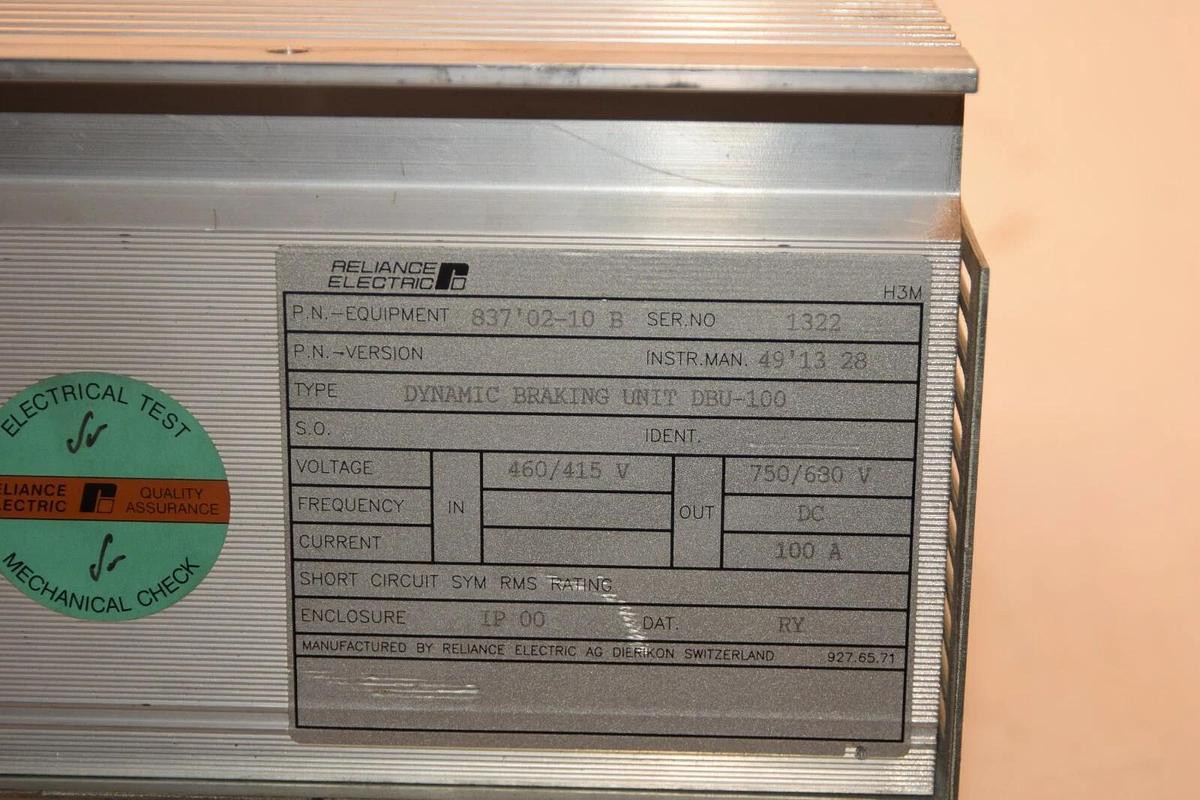 RELIANCE
ELECTRIC
H3M
P.N.-EQUIPMENT 837'02-10 B SER.NO 1322
P.N.-VERSION INSTR.MAN. 49'13 28
TYPE DYNAMIC BRAKING UNIT DBU-100
S.O. IDENT.
VOLTAGE IN 460/415 V OUT 750/680 V
FREQUENCY DC
CURRENT 100 A
SHORT CIRCUIT SYM RMS RATING
ENCLOSURE IP 00 DAT. RY
MANUFACTURED BY RELIANCE ELECTRIC AG DIERIKON SWITZERLAND 927.65.71
ELECTRICAL TEST
ELIANCE
ECTRIC
QUALITY
ASSURANCE
MECHANICAL CHECK